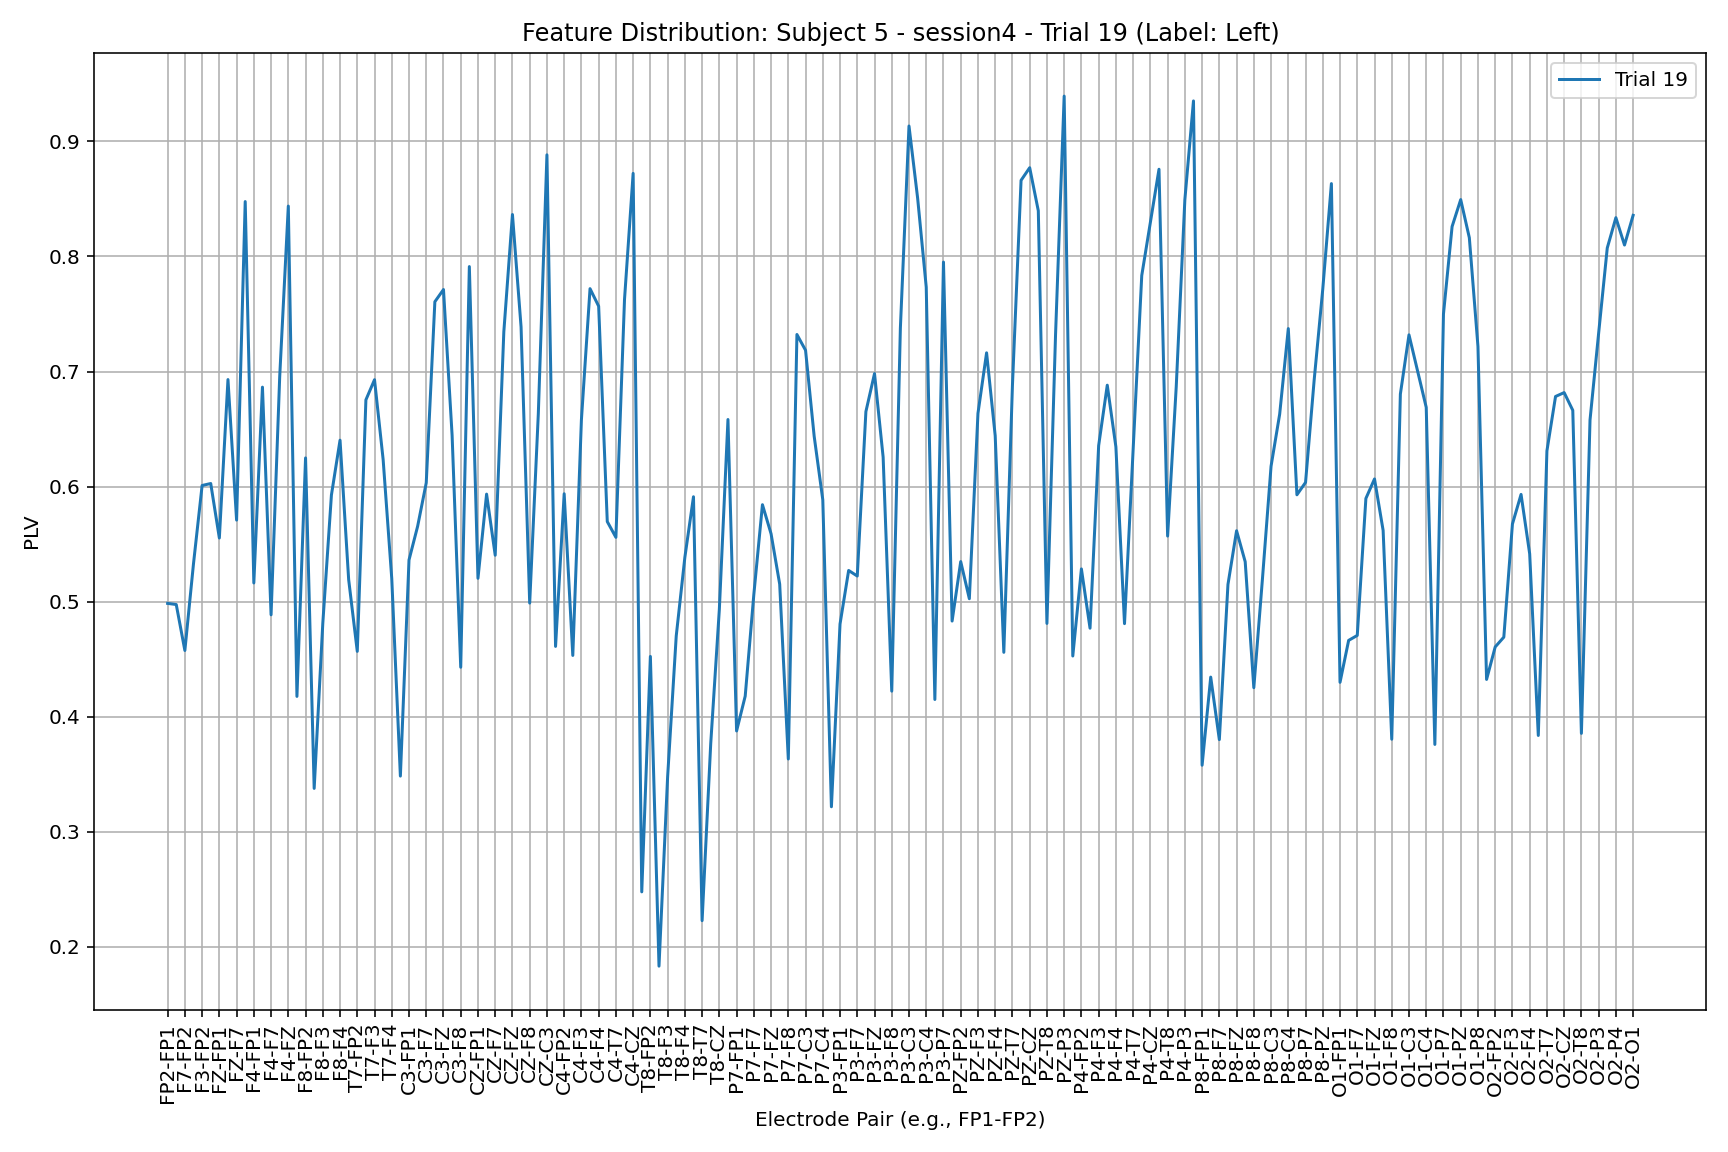 Feature Distribution: Subject 5 - session4 - Trial 19 (Label: Left)
Trial 19
PLV
0.9
0.8
0.7
0.6
0.5
0.4
0.3
0.2
FP2-FP1
F7-FP2
F3-FP2
FZ-FP1
FZ-F7
F4-FP1
F4-F7
F4-FZ
F8-FP2
F8-F3
F8-F4
T7-FP2
T7-F3
T7-F4
C3-FP1
C3-F7
C3-FZ
C3-F8
CZ-FP1
CZ-F7
CZ-FZ
CZ-F8
CZ-C3
C4-FP2
C4-F3
C4-F4
C4-T7
C4-CZ
T8-FP2
T8-F3
T8-F4
T8-T7
T8-CZ
P7-FP1
P7-F7
P7-FZ
P7-F8
P7-C3
P7-C4
P3-FP1
P3-F7
P3-FZ
P3-F8
P3-C3
P3-C4
P3-P7
PZ-FP2
PZ-F3
PZ-F4
PZ-T7
PZ-CZ
PZ-T8
PZ-P3
P4-FP2
P4-F3
P4-F4
P4-T7
P4-CZ
P4-T8
P4-P3
P8-FP1
P8-F7
P8-FZ
P8-F8
P8-C3
P8-C4
P8-P7
P8-PZ
O1-FP1
O1-F7
O1-FZ
O1-F8
O1-C3
O1-C4
O1-P7
O1-PZ
O1-P8
O2-FP2
O2-F3
O2-F4
O2-T7
O2-CZ
O2-T8
O2-P3
O2-P4
O2-O1
Electrode Pair (e.g., FP1-FP2)